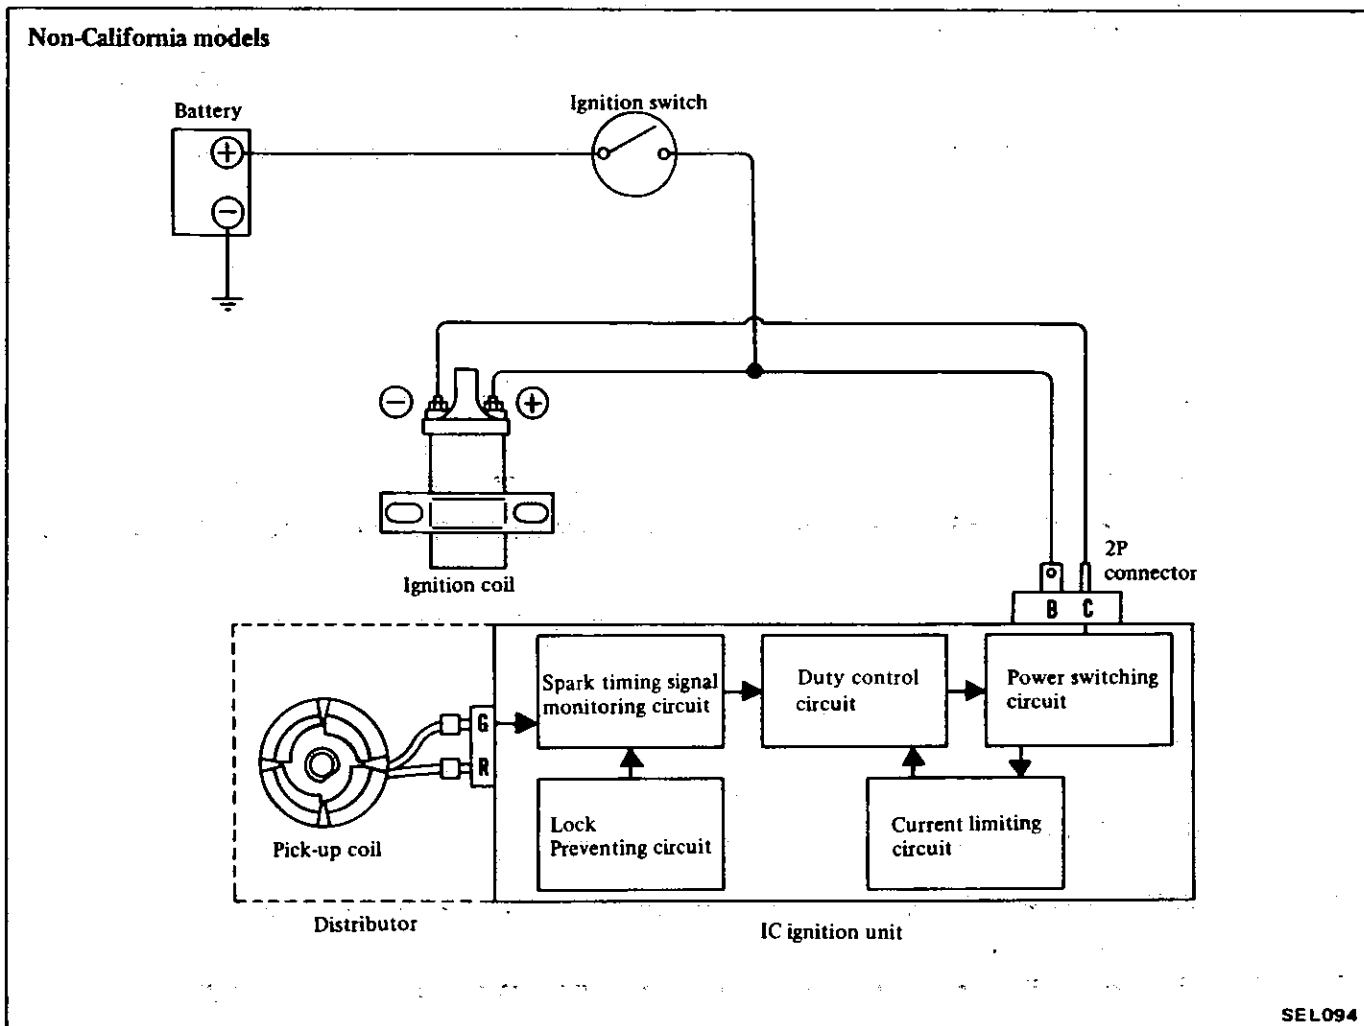 Non-California models
Battery
Ignition switch
+
−
− +
Ignition coil
2P
connector
B C
Spark timing signal
monitoring circuit
Duty control
circuit
Power switching
circuit
G
R
Lock
Preventing circuit
Current limiting
circuit
Pick-up coil
Distributor
IC ignition unit
SEL094